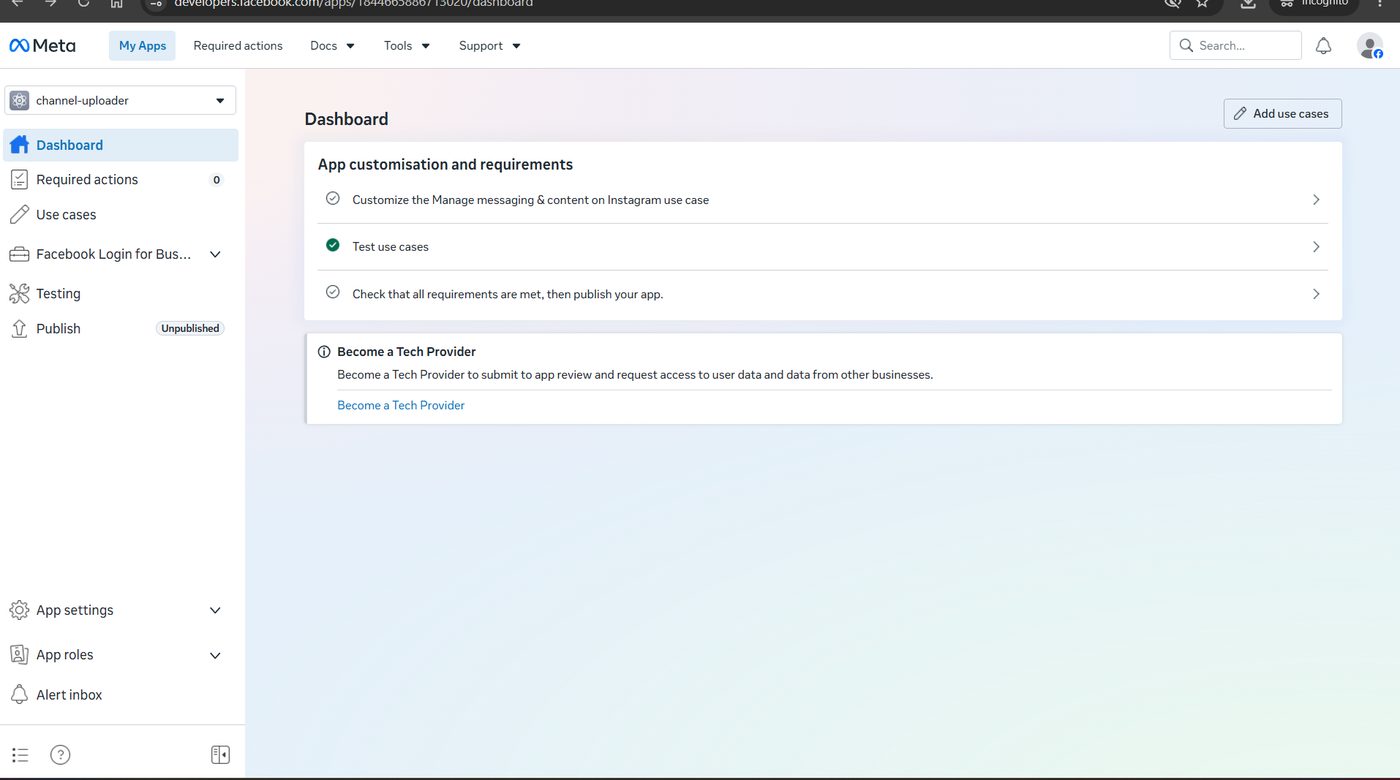 developers.facebook.com/apps/1844665886713020/dashboard
Incognito
Meta
My Apps
Required actions
Docs
Tools
Support
Search...
channel-uploader
Dashboard
Required actions
0
Use cases
Facebook Login for Bus...
Testing
Publish
Unpublished
App settings
App roles
Alert inbox
Dashboard
Add use cases
App customisation and requirements
Customize the Manage messaging & content on Instagram use case
Test use cases
Check that all requirements are met, then publish your app.
Become a Tech Provider
Become a Tech Provider to submit to app review and request access to user data and data from other businesses.
Become a Tech Provider